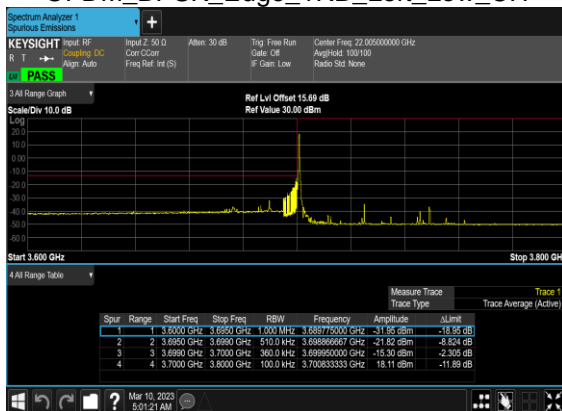 Spectrum Analyzer 1
Spurious Emissions
KEYSIGHT Input: RF Input Z: 50 Ω Atten: 30 dB Trig: Free Run Center Freq: 22.005000000 GHz
R T Coupling: DC Corr CCorr Gate: Off Avg|Hold: 100/100
Align: Auto Freq Ref: Int (S) IF Gain: Low Radio Std: None
PASS
3 All Range Graph Ref Lvl Offset 15.69 dB
Scale/Div 10.0 dB Ref Value 30.00 dBm
Log
20.0
10.0
0.00
-10.0
-20.0
-30.0
-40.0
-50.0
-60.0
Start 3.600 GHz Stop 3.800 GH
4 All Range Table
Measure Trace Trace 1
Trace Type Trace Average (Active)
Spur Range Start Freq Stop Freq RBW Frequency Amplitude ΔLimit
1 1 3.6000 GHz 3.6950 GHz 1.000 MHz 3.689775000 GHz -31.95 dBm -18.95 dB
2 2 3.6950 GHz 3.6990 GHz 510.0 kHz 3.698866667 GHz -21.82 dBm -8.824 dB
3 3 3.6990 GHz 3.7000 GHz 360.0 kHz 3.699950000 GHz -15.30 dBm -2.305 dB
4 4 3.7000 GHz 3.8000 GHz 100.0 kHz 3.700833333 GHz 18.11 dBm -11.89 dB
Mar 10, 2023
5:01:21 AM